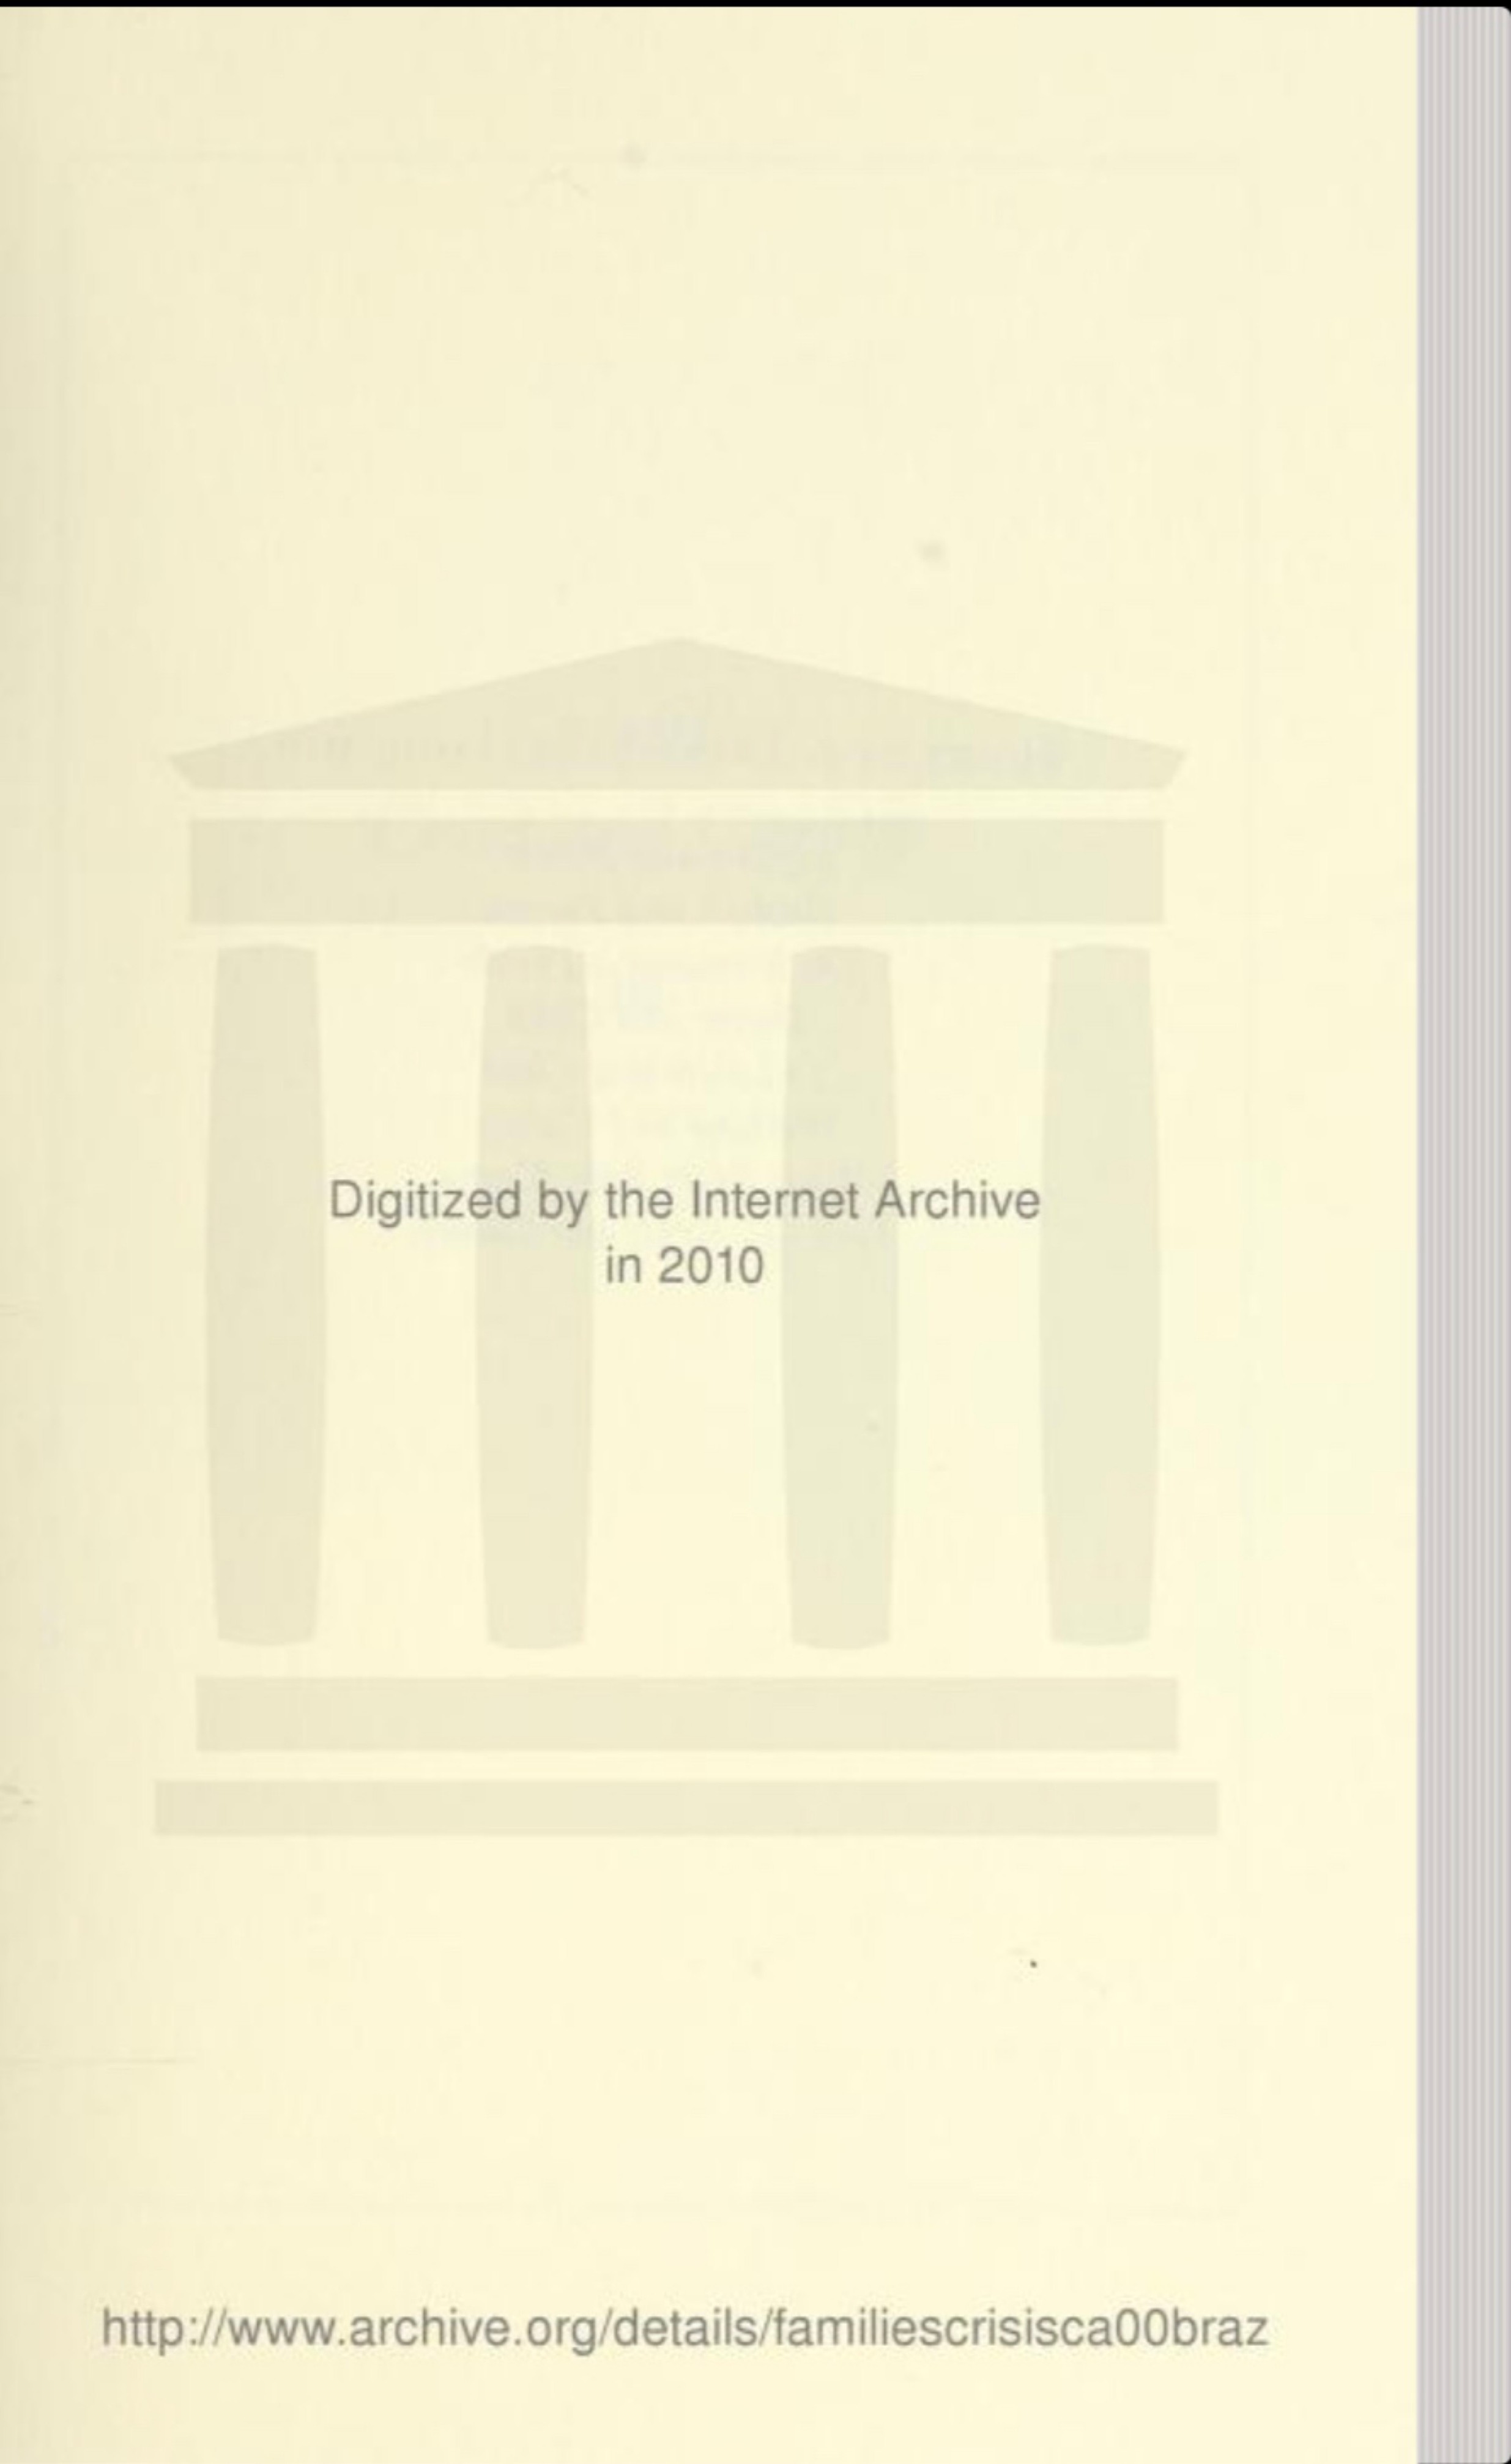 Digitized by the Internet Archive
in 2010
http://www.archive.org/details/familiescrisisca00braz